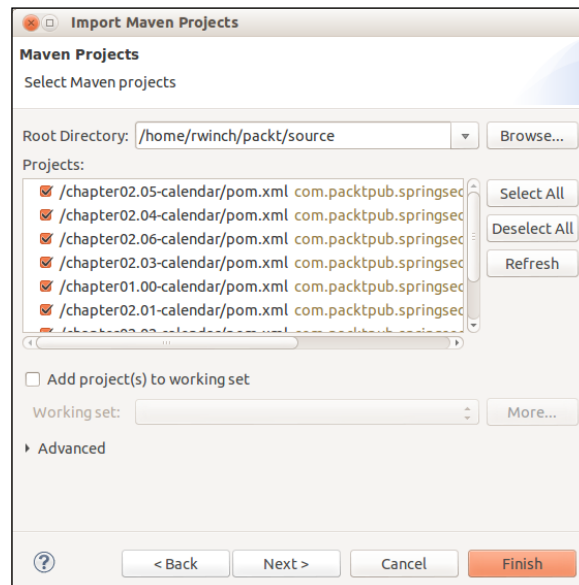 Import Maven Projects
Maven Projects
Select Maven projects
Root Directory: /home/rwinch/packt/source Browse...
Projects:
/chapter02.05-calendar/pom.xml com.packtpub.springsec
/chapter02.04-calendar/pom.xml com.packtpub.springsec
/chapter02.06-calendar/pom.xml com.packtpub.springsec
/chapter02.03-calendar/pom.xml com.packtpub.springsec
/chapter01.00-calendar/pom.xml com.packtpub.springsec
/chapter02.01-calendar/pom.xml com.packtpub.springsec
Select All
Deselect All
Refresh
Add project(s) to working set
Working set: More...
Advanced
? < Back Next > Cancel Finish